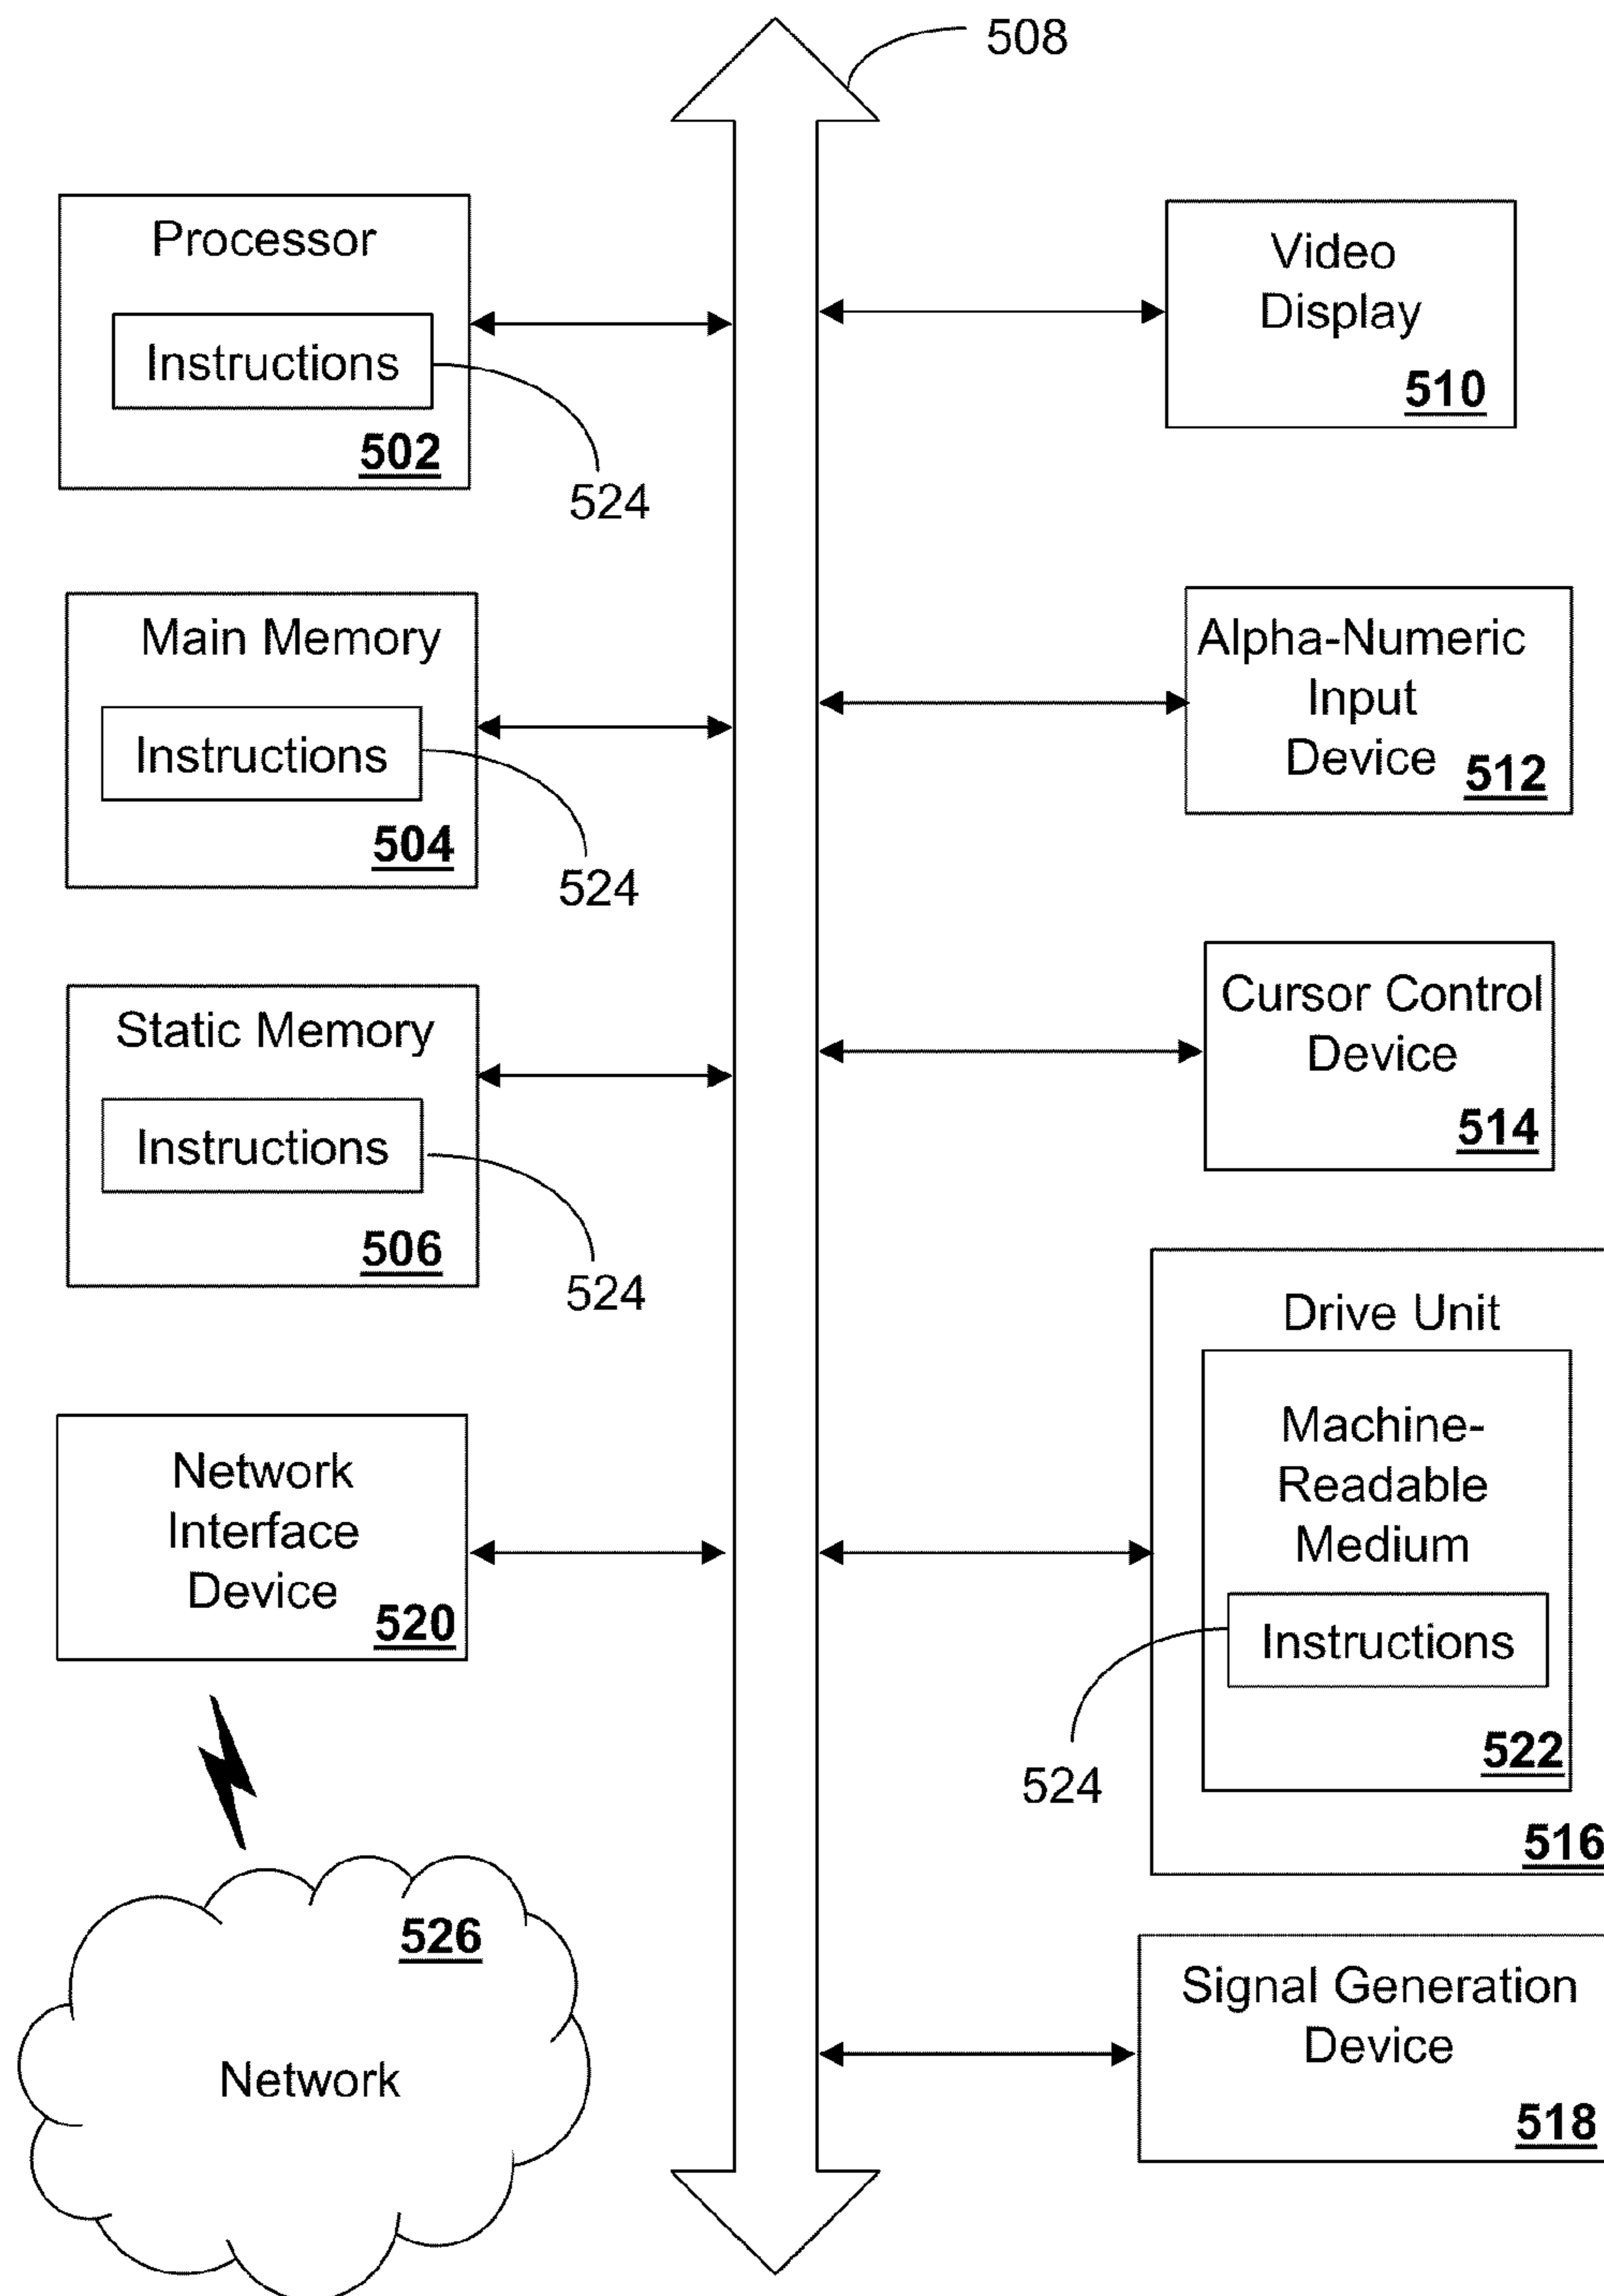 508
Processor
Instructions
502
524
Main Memory
Instructions
504
524
Static Memory
Instructions
506
524
Network
Interface
Device
520
526
Network
Video
Display
510
Alpha-Numeric
Input
Device
512
Cursor Control
Device
514
Drive Unit
Machine-
Readable
Medium
Instructions
522
524
516
Signal Generation
Device
518